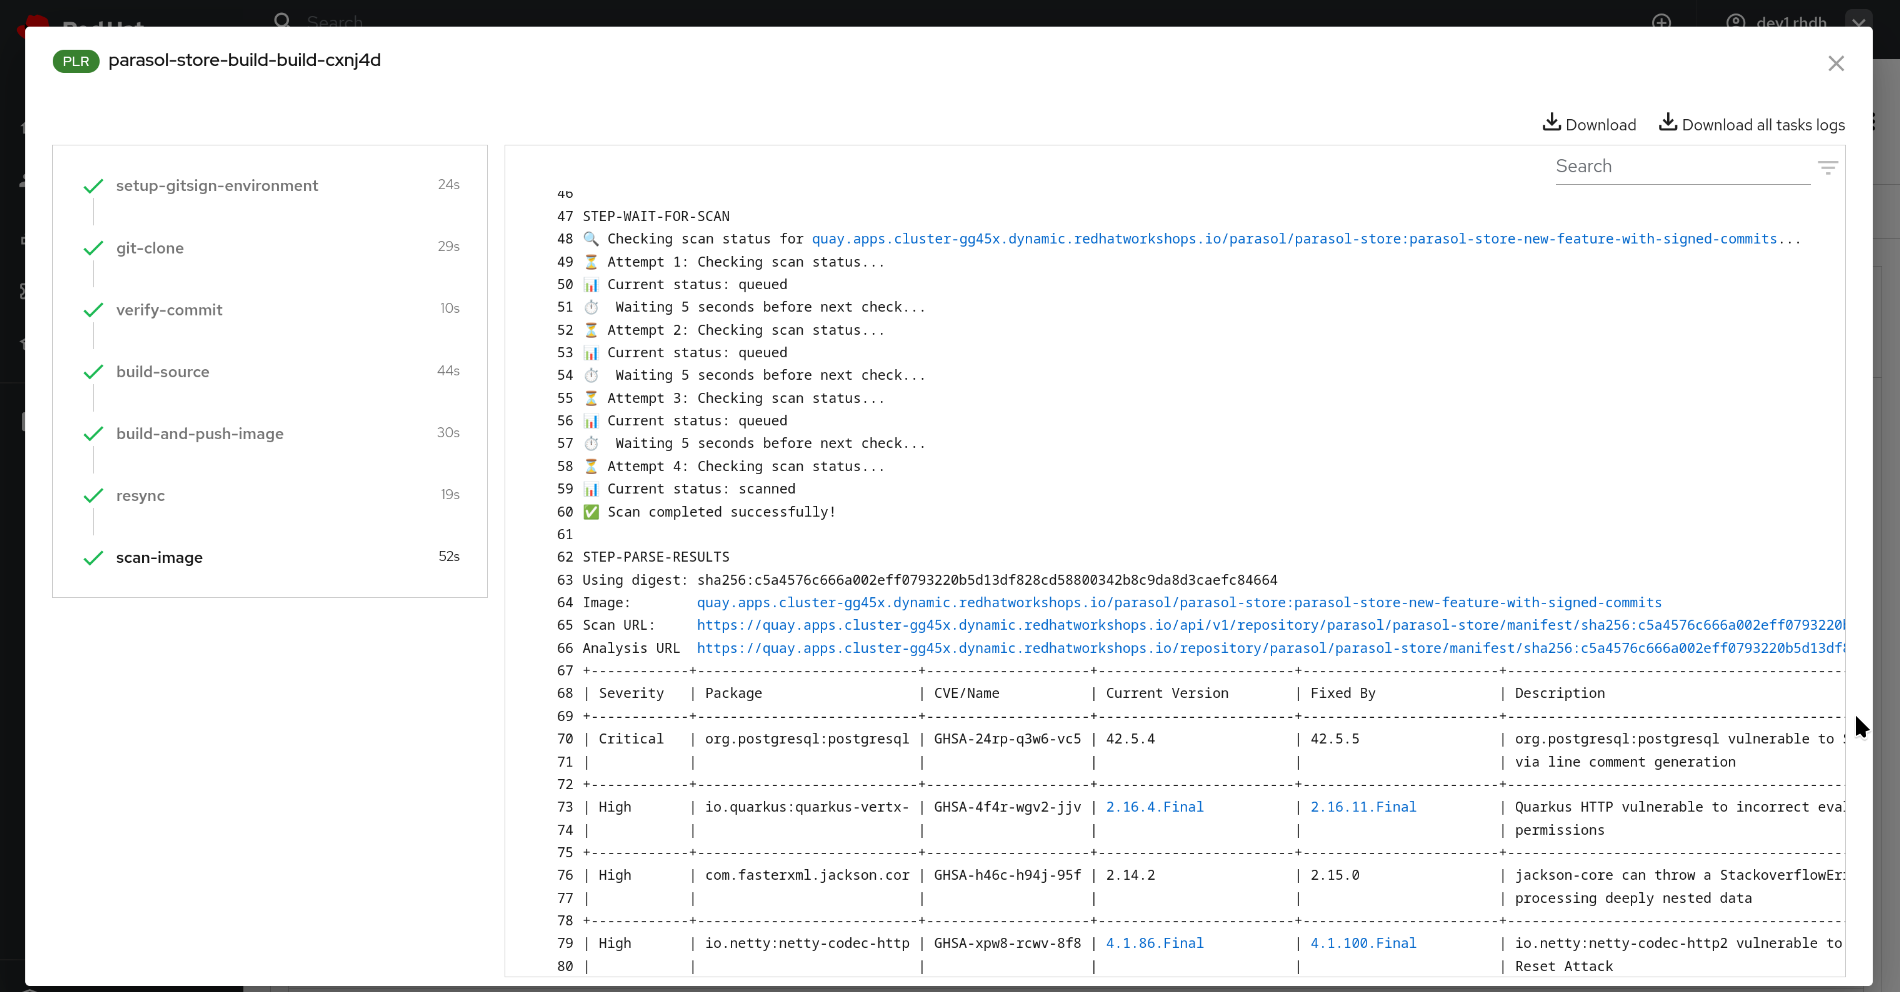 Search
dev1 rhdb
PLR parasol-store-build-build-cxnj4d
Download
Download all tasks logs
setup-gitsign-environment 24s
git-clone 29s
verify-commit 10s
build-source 44s
build-and-push-image 30s
resync 19s
scan-image 52s
Search
46
47 STEP-WAIT-FOR-SCAN
48 🔍 Checking scan status for quay.apps.cluster-gg45x.dynamic.redhatworkshops.io/parasol/parasol-store:parasol-store-new-feature-with-signed-commits...
49 ⏳ Attempt 1: Checking scan status...
50 📊 Current status: queued
51 ⏱️ Waiting 5 seconds before next check...
52 ⏳ Attempt 2: Checking scan status...
53 📊 Current status: queued
54 ⏱️ Waiting 5 seconds before next check...
55 ⏳ Attempt 3: Checking scan status...
56 📊 Current status: queued
57 ⏱️ Waiting 5 seconds before next check...
58 ⏳ Attempt 4: Checking scan status...
59 📊 Current status: scanned
60 ✅ Scan completed successfully!
61
62 STEP-PARSE-RESULTS
63 Using digest: sha256:c5a4576c666a002eff0793220b5d13df828cd58800342b8c9da8d3caefc84664
64 Image: quay.apps.cluster-gg45x.dynamic.redhatworkshops.io/parasol/parasol-store:parasol-store-new-feature-with-signed-commits
65 Scan URL: https://quay.apps.cluster-gg45x.dynamic.redhatworkshops.io/api/v1/repository/parasol/parasol-store/manifest/sha256:c5a4576c666a002eff0793220
66 Analysis URL https://quay.apps.cluster-gg45x.dynamic.redhatworkshops.io/repository/parasol/parasol-store/manifest/sha256:c5a4576c666a002eff0793220b5d13df
67 +------------+---------------------------+--------------------+------------------------+------------------------+-----------------------------------------
68 | Severity | Package | CVE/Name | Current Version | Fixed By | Description
69 +------------+---------------------------+--------------------+------------------------+------------------------+-----------------------------------------
70 | Critical | org.postgresql:postgresql | GHSA-24rp-q3w6-vc5 | 42.5.4 | 42.5.5 | org.postgresql:postgresql vulnerable to
71 | | | | | | via line comment generation
72 +------------+---------------------------+--------------------+------------------------+------------------------+-----------------------------------------
73 | High | io.quarkus:quarkus-vertx- | GHSA-4f4r-wgv2-jjv | 2.16.4.Final | 2.16.11.Final | Quarkus HTTP vulnerable to incorrect eva
74 | | | | | | permissions
75 +------------+---------------------------+--------------------+------------------------+------------------------+-----------------------------------------
76 | High | com.fasterxml.jackson.cor | GHSA-h46c-h94j-95f | 2.14.2 | 2.15.0 | jackson-core can throw a StackoverflowEr
77 | | | | | | processing deeply nested data
78 +------------+---------------------------+--------------------+------------------------+------------------------+-----------------------------------------
79 | High | io.netty:netty-codec-http | GHSA-xpw8-rcwv-8f8 | 4.1.86.Final | 4.1.100.Final | io.netty:netty-codec-http2 vulnerable to
80 | | | | | | Reset Attack